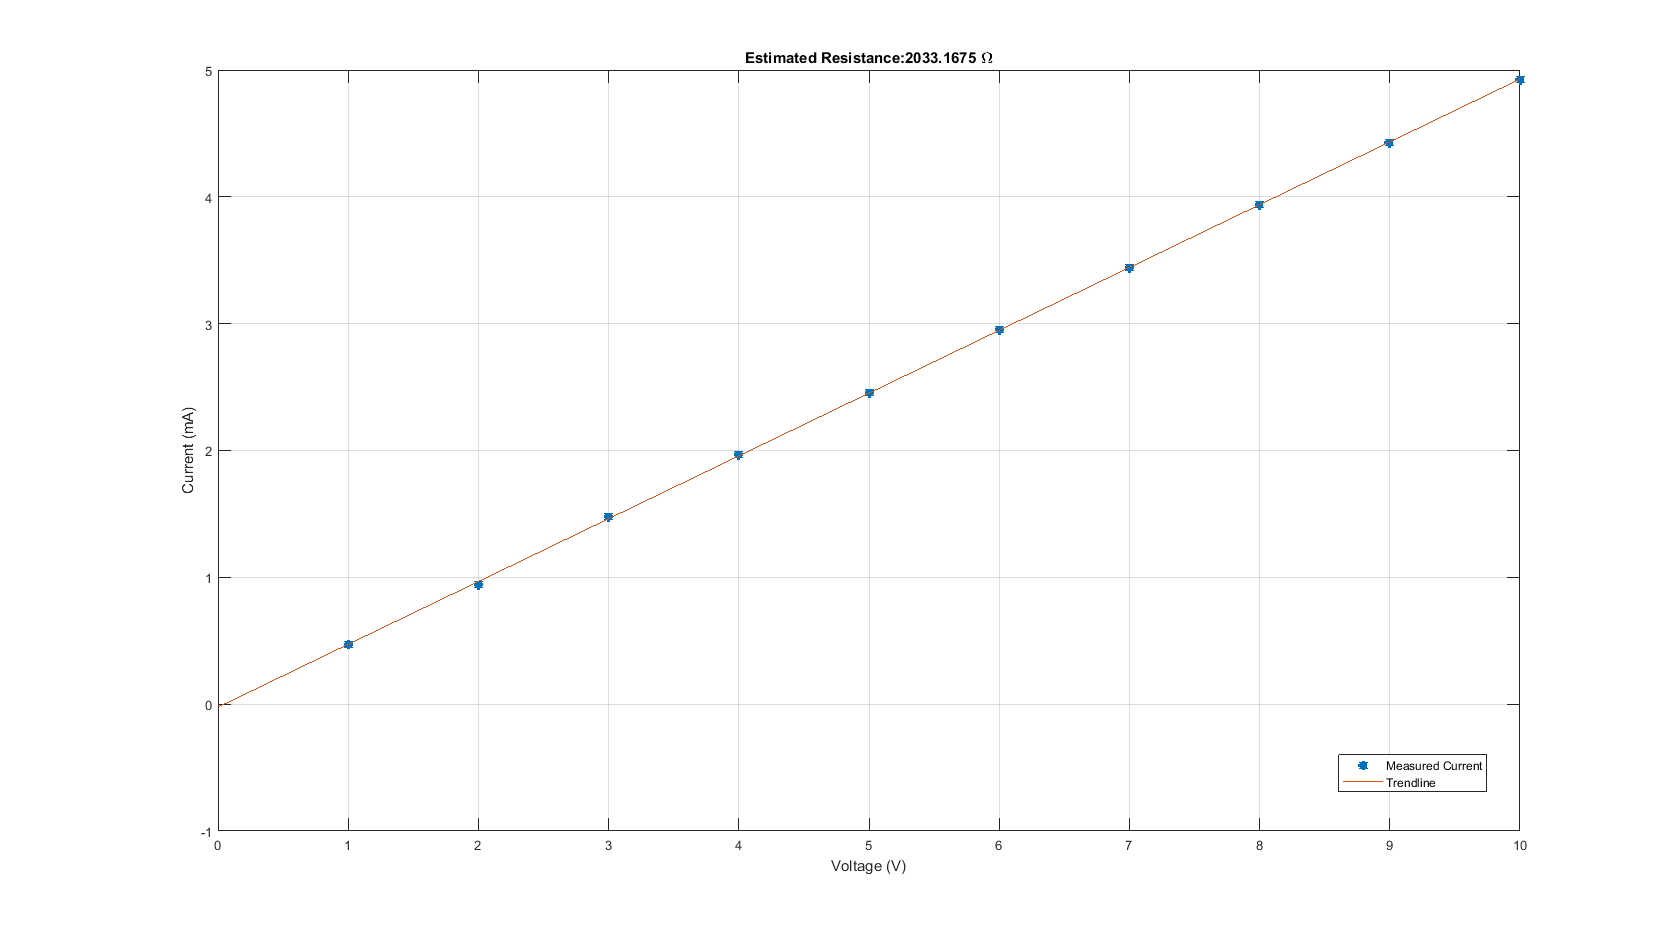 Estimated Resistance:2033.1675 Ω
5
4
3
2
1
0
-1
Current (mA)
Measured Current
Trendline
0 1 2 3 4 5 6 7 8 9 10
Voltage (V)